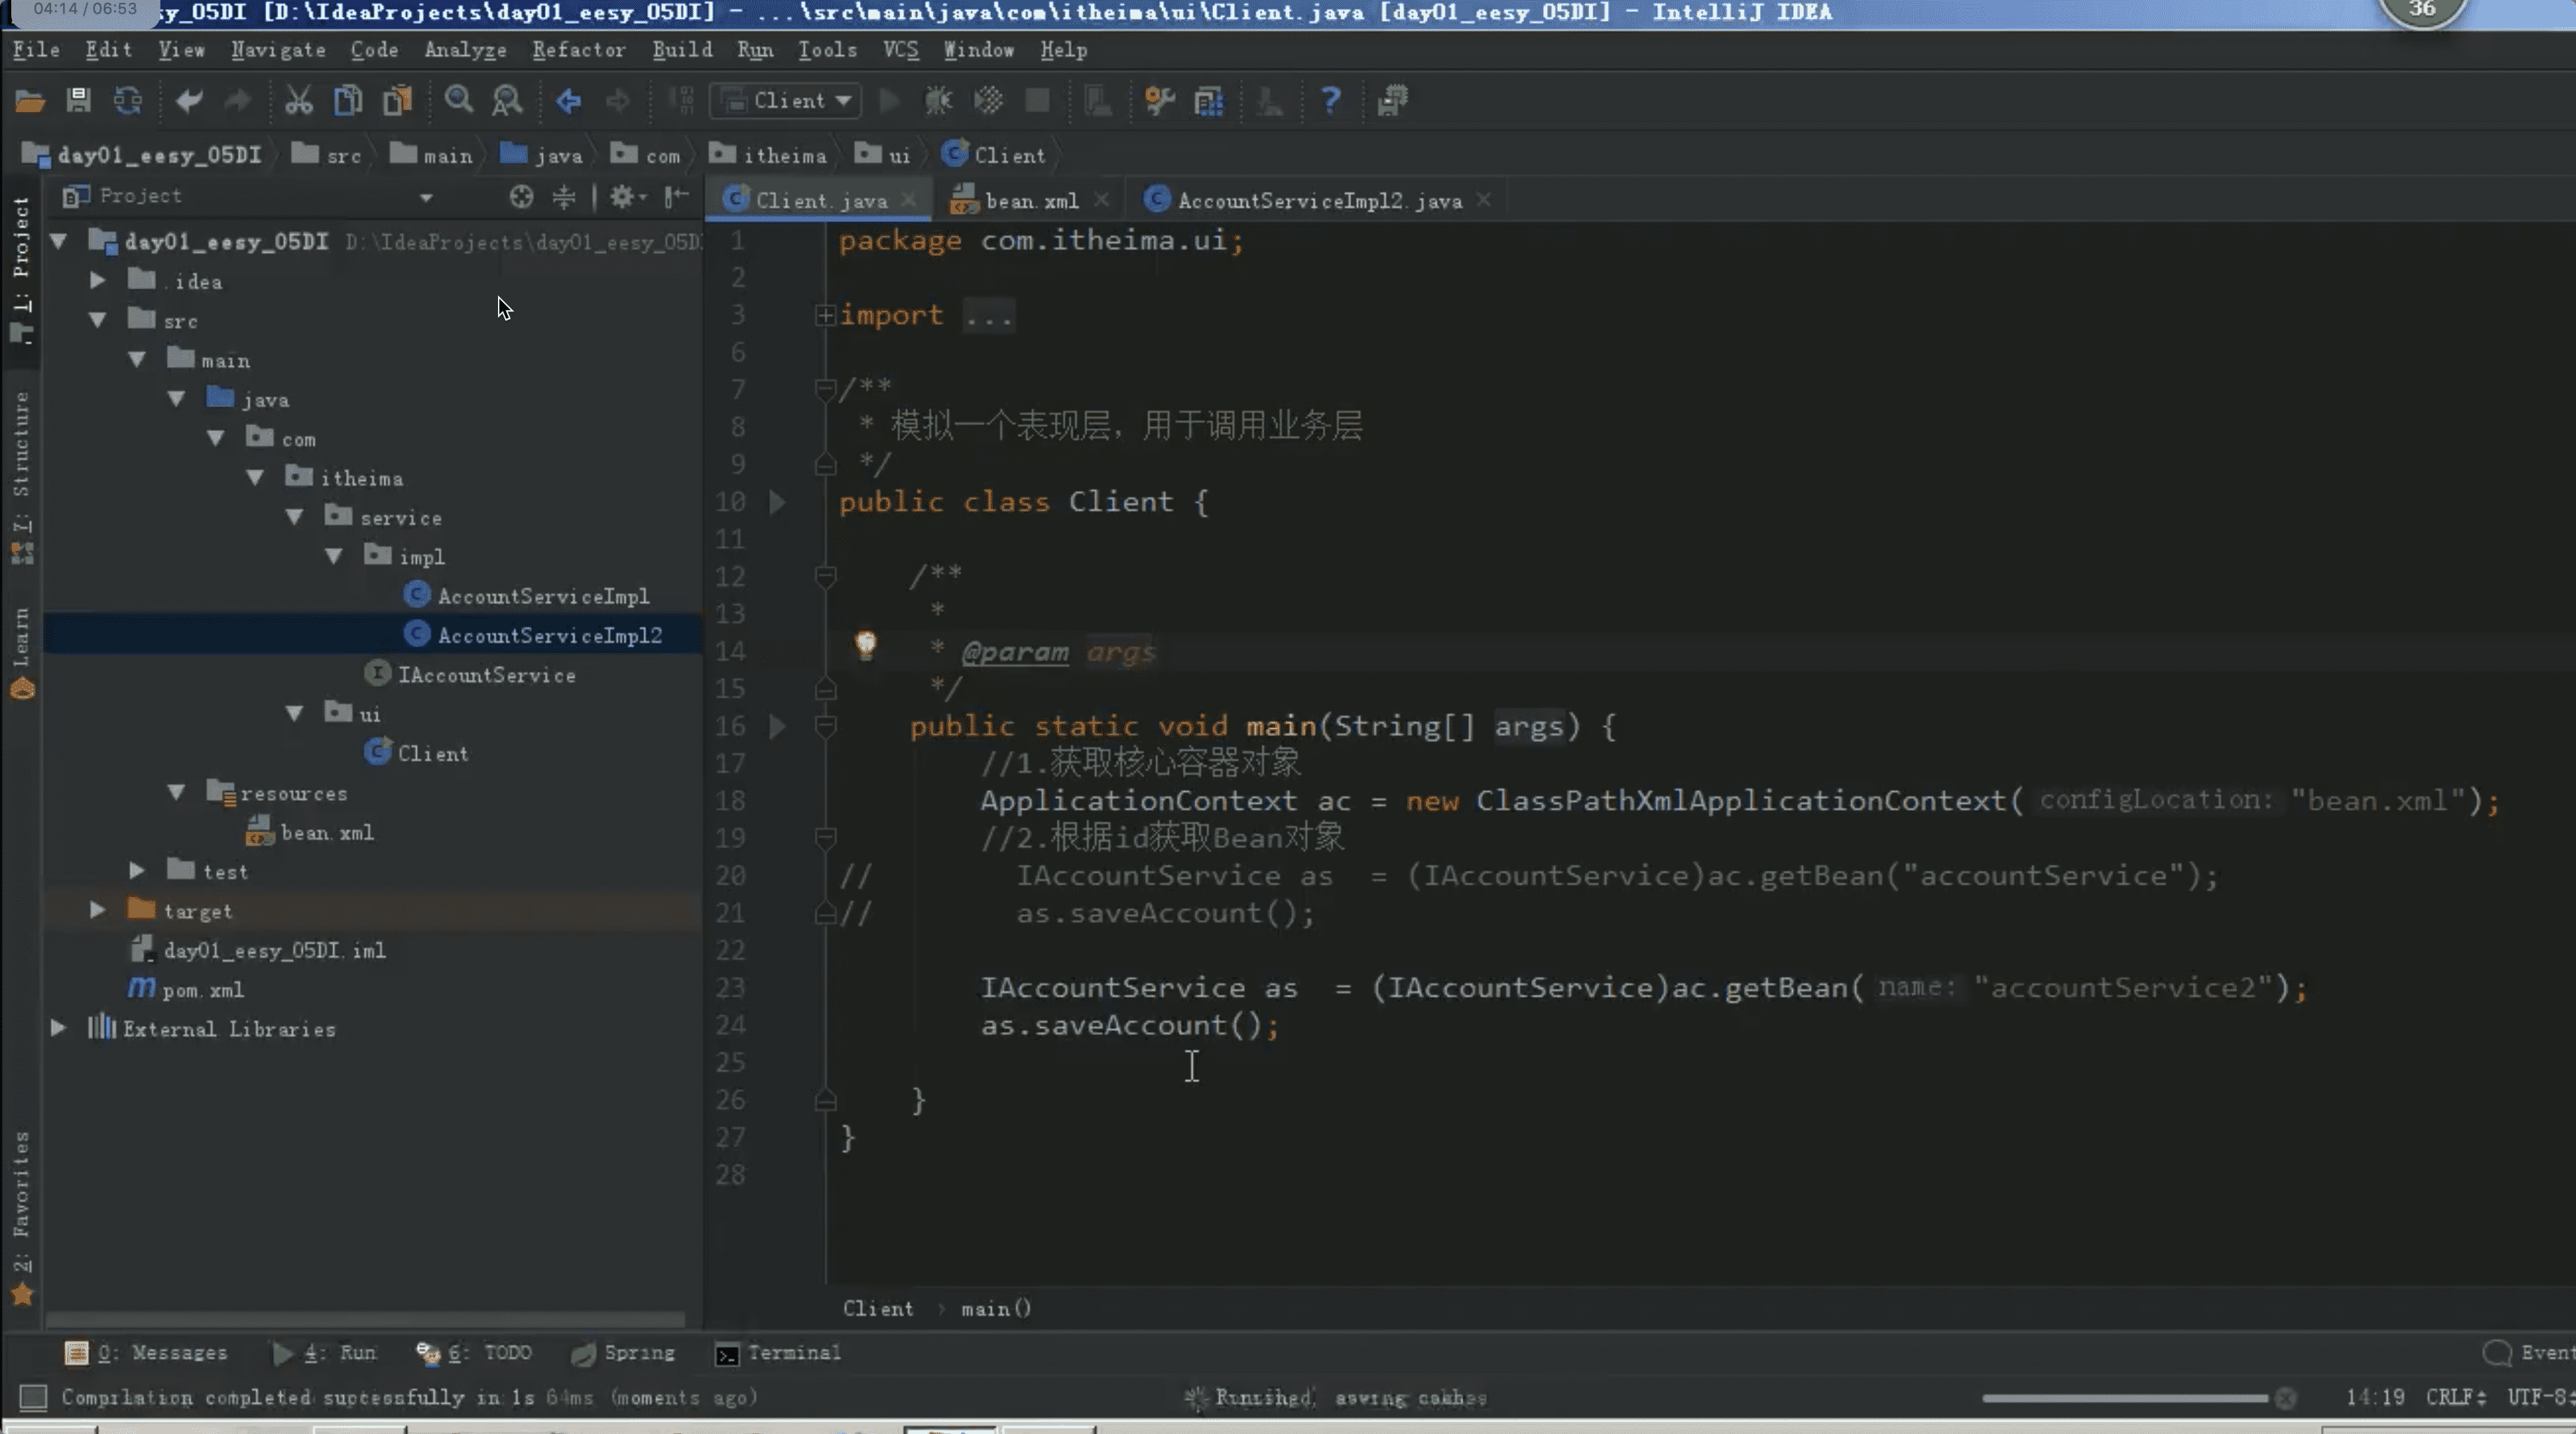 04:14 / 06:53
sy_05DI [D:\IdeaProjects\day01_eesy_05DI] - ...\src\main\java\com\itheima\ui\Client.java [day01_eesy_05DI] - IntelliJ IDEA
36
File Edit View Navigate Code Analyze Refactor Build Run Tools VCS Window Help
Client
day01_eesy_05DI src main java com itheima ui Client
Project
Client.java bean.xml AccountServiceImpl2.java
1: Project
7: Structure
Learn
2: Favorites
day01_eesy_05DI D:\IdeaProjects\day01_eesy_05D
.idea
src
main
java
com
itheima
service
impl
AccountServiceImpl
AccountServiceImpl2
IAccountService
ui
Client
resources
bean.xml
test
target
day01_eesy_05DI.iml
pom.xml
External Libraries
1 package com.itheima.ui;
2
3 import ...
6
7 /**
8 * 模拟一个表现层，用于调用业务层
9 */
10 public class Client {
11
12 /**
13 *
14 * @param args
15 */
16 public static void main(String[] args) {
17 //1.获取核心容器对象
18 ApplicationContext ac = new ClassPathXmlApplicationContext( configLocation: "bean.xml");
19 //2.根据id获取Bean对象
20 // IAccountService as = (IAccountService)ac.getBean("accountService");
21 // as.saveAccount();
22
23 IAccountService as = (IAccountService)ac.getBean( name: "accountService2");
24 as.saveAccount();
25
26 }
27 }
28
Client main()
0: Messages 4: Run 6: TODO Spring Terminal Event
Compilation completed successfully in 1s 64ms (moments ago) 14:19 CRLF UTF-8